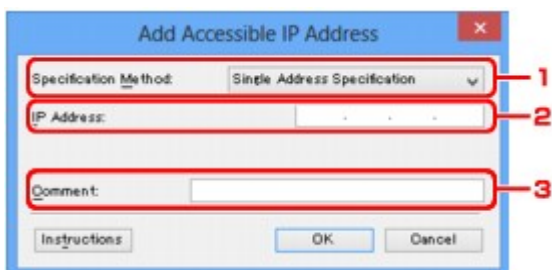 Add Accessible IP Address
Specification Method: Single Address Specification 1
IP Address: . . . 2
Comment: 3
Instructions OK Cancel